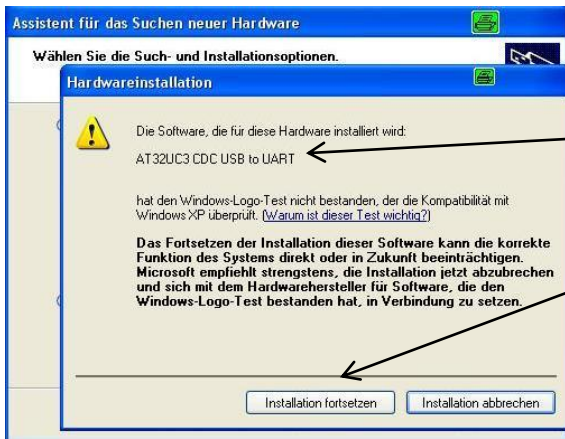 Assistent für das Suchen neuer Hardware
Wählen Sie die Such- und Installationsoptionen.
Hardwareinstallation
Die Software, die für diese Hardware installiert wird:
AT32UC3 CDC USB to UART
hat den Windows-Logo-Test nicht bestanden, der die Kompatibilität mit
Windows XP überprüft. (Warum ist dieser Test wichtig?)
Das Fortsetzen der Installation dieser Software kann die korrekte
Funktion des Systems direkt oder in Zukunft beeinträchtigen.
Microsoft empfiehlt strengstens, die Installation jetzt abzubrechen
und sich mit dem Hardwarehersteller für Software, die den
Windows-Logo-Test bestanden hat, in Verbindung zu setzen.
Installation fortsetzen
Installation abbrechen